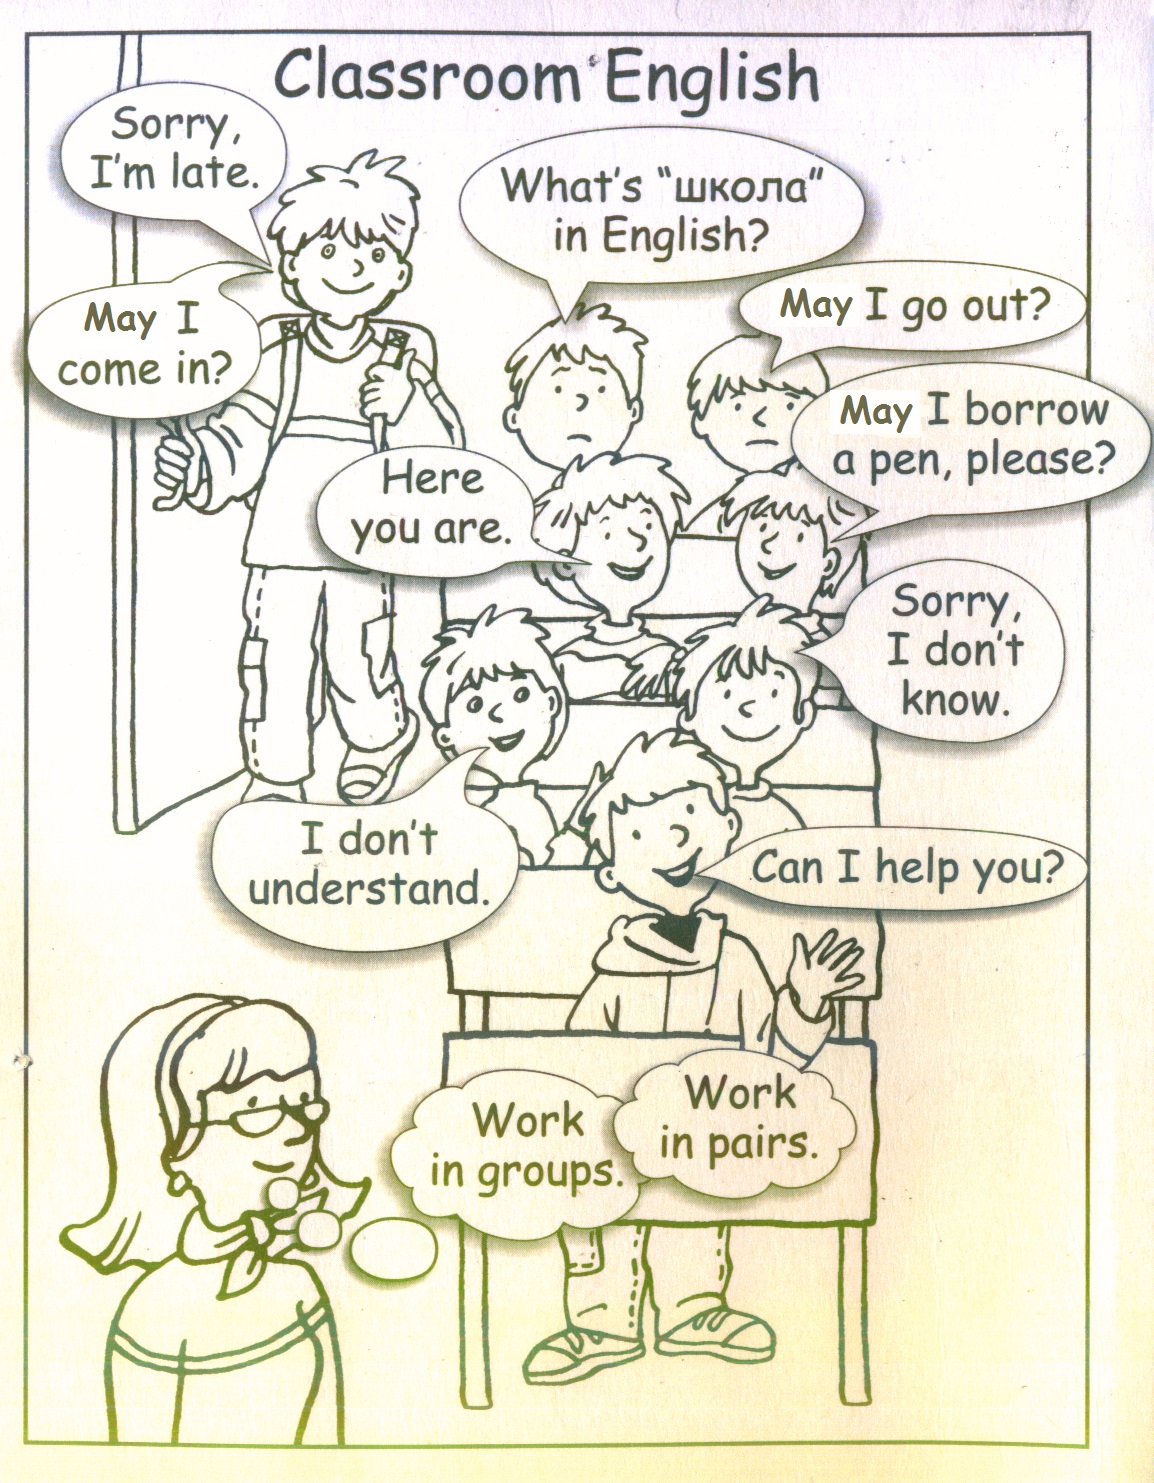 Classroom English
Sorry,
I'm late.
What's "школа"
in English?
May I
come in?
May I go out?
May I borrow
a pen, please?
Here
you are.
Sorry,
I don't
know.
I don't
understand.
Can I help you?
Work
in groups.
Work
in pairs.